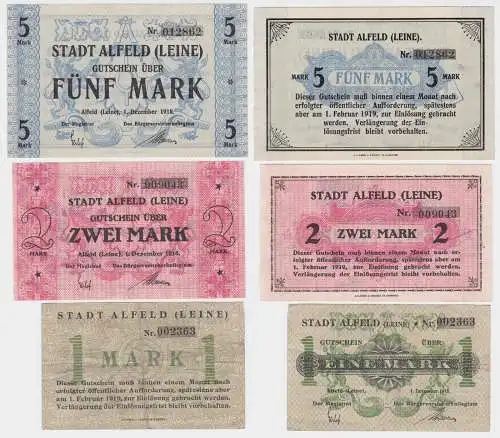 5 Nr. 012862 5
Mark Mark
STADT ALFELD (LEINE)
GUTSCHEIN ÜBER
FÜNF MARK
Alfeld (Leine), 1. Dezember 1918.
Der Magistrat Das Bürgervorsteherkollegium
5 5
Mark Mark
STADT ALFELD (LEINE).
Nr. 012862
MARK 5 FÜNF MARK 5 MARK
Dieser Gutschein muß binnen einem Monat nach
erfolgter öffentlicher Aufforderung, spätestens
aber am 1. Februar 1919, zur Einlösung gebracht
werden. Verlängerung der Ein-
lösungsfrist bleibt vorbehalten.
Nr. 009043
STADT ALFELD (LEINE)
GUTSCHEIN ÜBER
2 ZWEI MARK 2
MARK MARK
Alfeld (Leine), 1. Dezember 1918.
Der Magistrat Das Bürgervorsteherkollegium
STADT ALFELD (LEINE)
Nr. 009043
2 ZWEI MARK 2
Dieser Gutschein muß binnen einem Monat nach er-
folgter öffentlicher Aufforderung, spätestens aber am
1. Februar 1919, zur Einlösung gebracht werden.
Verlängerung der Einlösungsfrist bleibt vorbehalten.
STADT ALFELD (LEINE)
Nr. 002363
1 MARK 1
Dieser Gutschein muß binnen einem Monat nach
erfolgter öffentlicher Aufforderung, spätestens aber
am 1. Februar 1919, zur Einlösung gebracht werden.
Verlängerung der Einlösungsfrist bleibt vorbehalten.
STADT ALFELD (LEINE) Nr. 002363
GUTSCHEIN ÜBER
1 EINE MARK 1
1. Dezember 1918.
Der Magistrat Das Bürgervorsteherkollegium